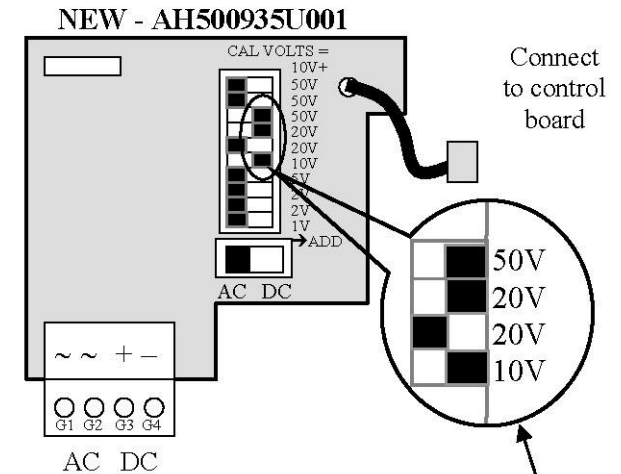 NEW - AH500935U001
CAL VOLTS =
10V+
50V
50V
50V
20V
20V
10V
5V
2V
2V
1V
→ADD
AC DC
Connect
to control
board
50V
20V
20V
10V
~ ~ + −
G1 G2 G3 G4
AC DC